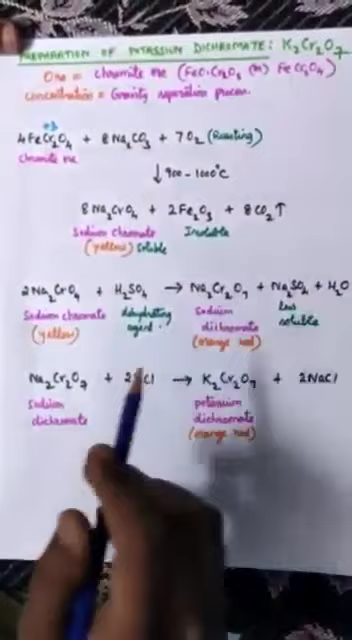 PREPARATION OF POTASSIUM DICHROMATE: K2Cr2O7
Ore = chromite ore (FeO.Cr2O3 (or) FeCr2O4)
Concentration = Gravity separation process.
+3
4FeCr2O4 + 8Na2CO3 + 7O2 (Roasting)
chromite ore
↓ 900-1000°C
8Na2CrO4 + 2Fe2O3 + 8CO2↑
Sodium chromate Insoluble
(yellow) soluble
2Na2CrO4 + H2SO4 → Na2Cr2O7 + Na2SO4 + H2O
Sodium chromate dehydrating Sodium less
(yellow) agent. dichromate soluble
(orange red)
Na2Cr2O7 + 2 Cl → K2Cr2O7 + 2NaCl
Sodium potassium
dichromate dichromate
(orange red)